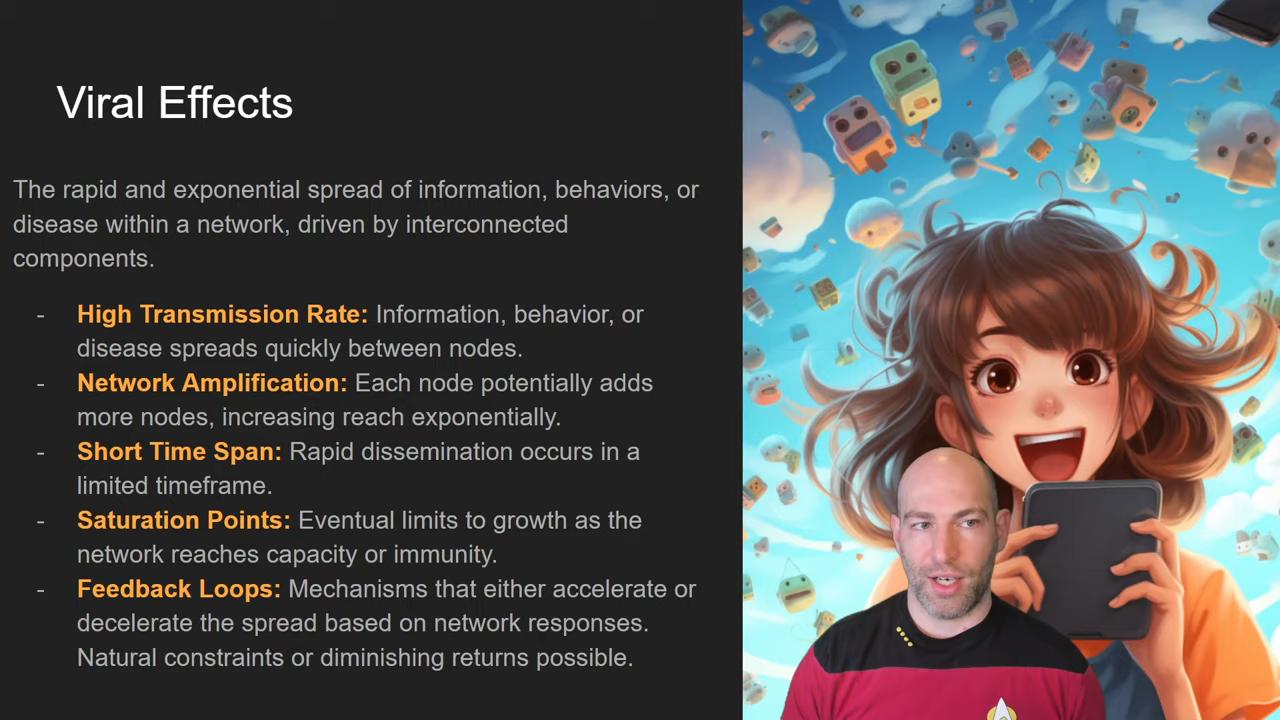 Viral Effects
The rapid and exponential spread of information, behaviors, or
disease within a network, driven by interconnected
components.
- High Transmission Rate: Information, behavior, or
disease spreads quickly between nodes.
- Network Amplification: Each node potentially adds
more nodes, increasing reach exponentially.
- Short Time Span: Rapid dissemination occurs in a
limited timeframe.
- Saturation Points: Eventual limits to growth as the
network reaches capacity or immunity.
- Feedback Loops: Mechanisms that either accelerate or
decelerate the spread based on network responses.
Natural constraints or diminishing returns possible.